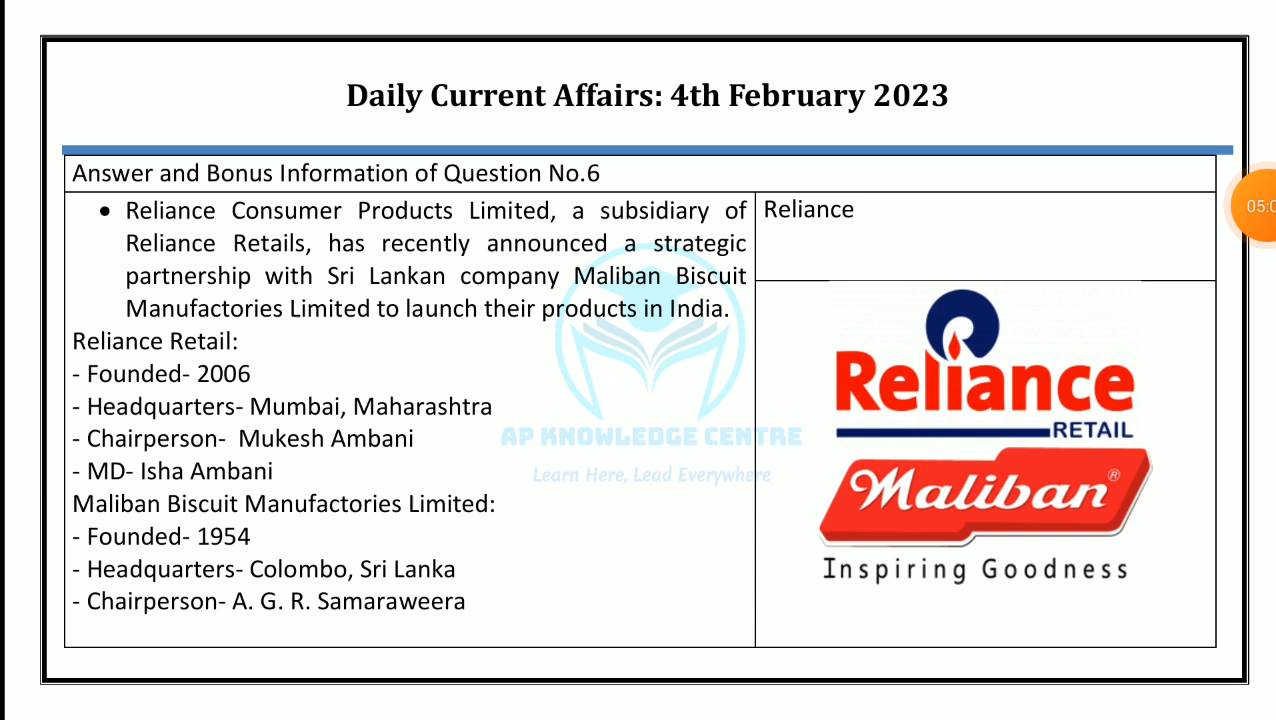 Daily Current Affairs: 4th February 2023
Answer and Bonus Information of Question No.6
• Reliance Consumer Products Limited, a subsidiary of
Reliance Retails, has recently announced a strategic
partnership with Sri Lankan company Maliban Biscuit
Manufactories Limited to launch their products in India.
Reliance Retail:
- Founded- 2006
- Headquarters- Mumbai, Maharashtra
- Chairperson-  Mukesh Ambani
- MD- Isha Ambani
Maliban Biscuit Manufactories Limited:
- Founded- 1954
- Headquarters- Colombo, Sri Lanka
- Chairperson- A. G. R. Samaraweera
Reliance
Reliance
RETAIL
Maliban®
Inspiring Goodness
AP KNOWLEDGE CENTRE
Learn Here, Lead Everywhere